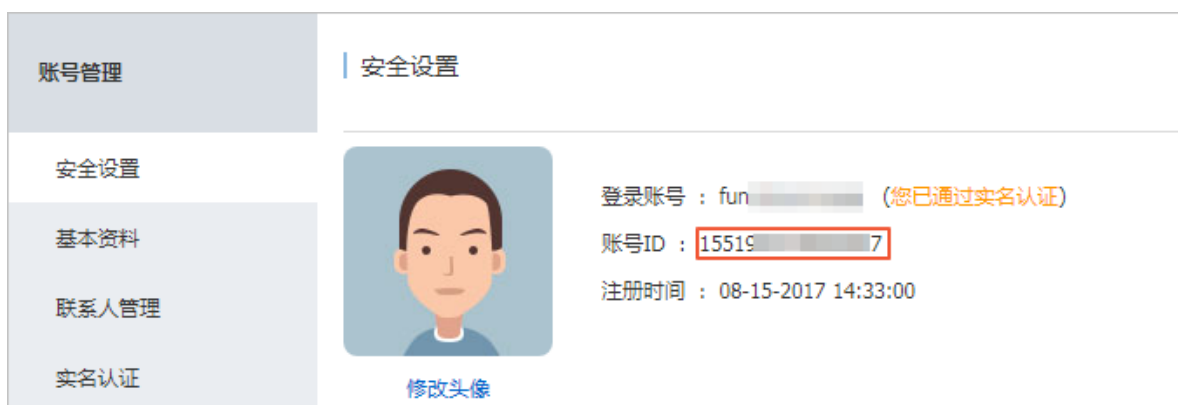 账号管理
安全设置
安全设置
基本资料
联系人管理
实名认证
修改头像
登录账号 : fun (您已通过实名认证)
账号ID : 15519 7
注册时间 : 08-15-2017 14:33:00